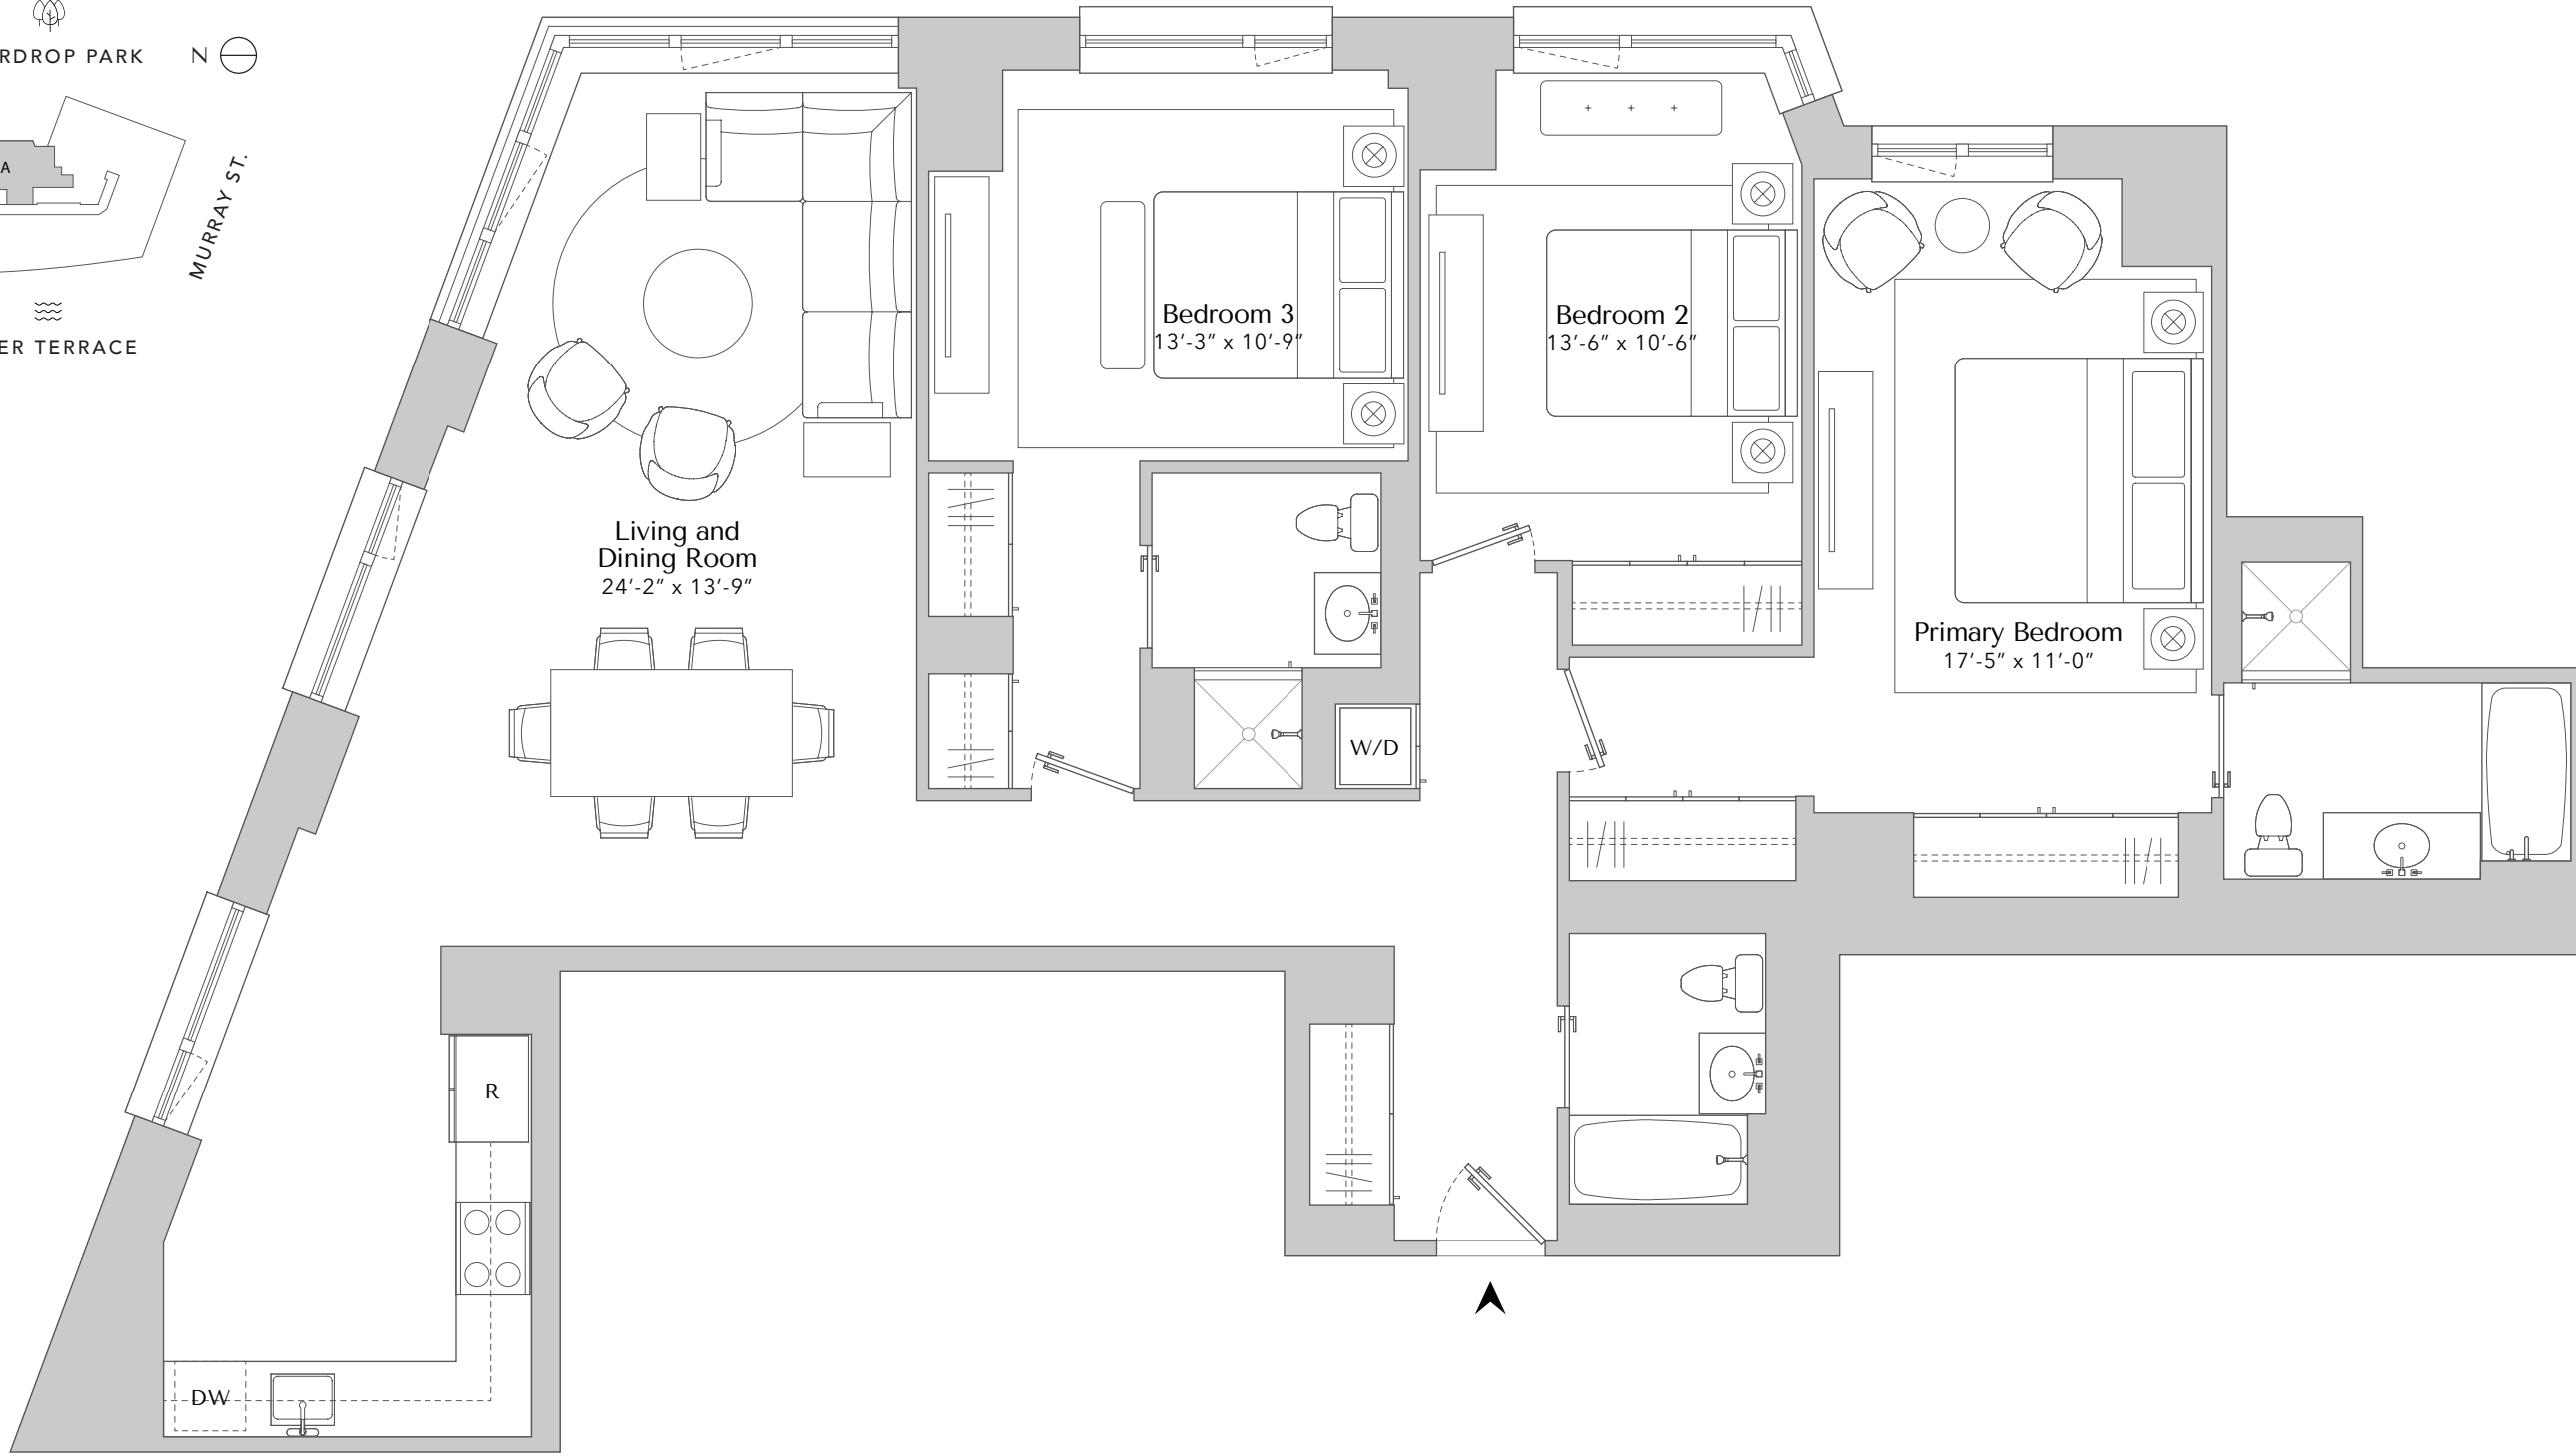 RDROP PARK
N
A
MURRAY ST.
ER TERRACE
Bedroom 3
13'-3" x 10'-9"
Bedroom 2
13'-6" x 10'-6"
Living and
Dining Room
24'-2" x 13'-9"
Primary Bedroom
17'-5" x 11'-0"
W/D
R
DW